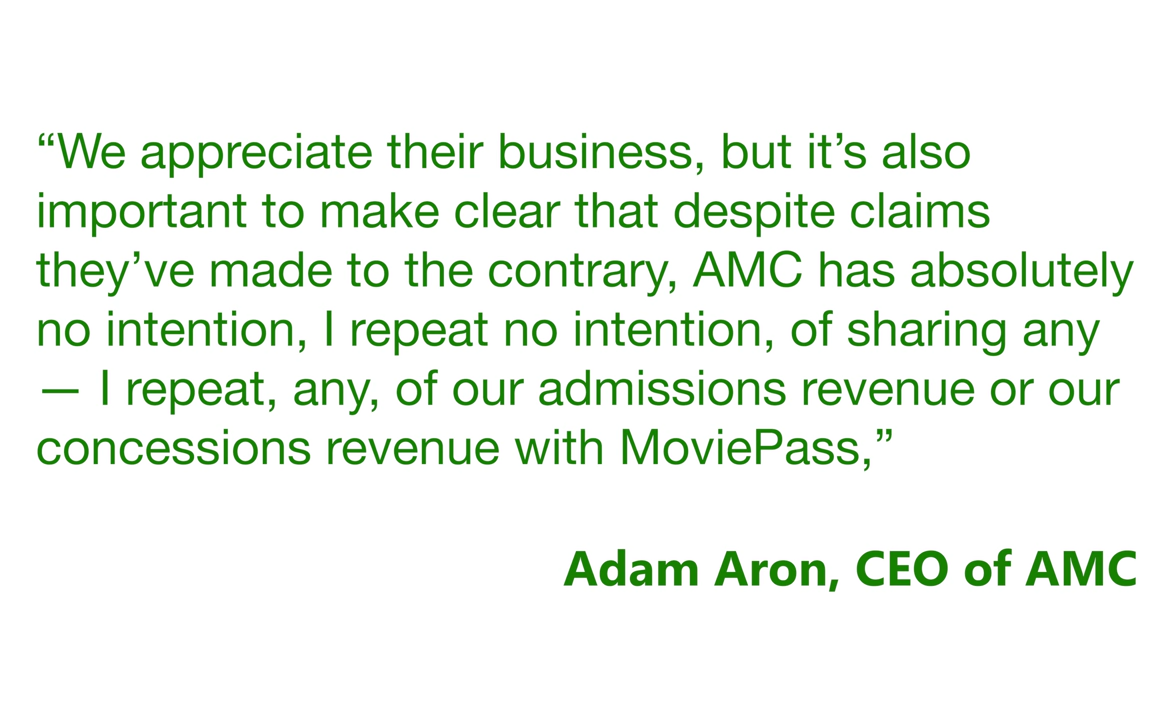 “We appreciate their business, but it’s also
important to make clear that despite claims
they’ve made to the contrary, AMC has absolutely
no intention, I repeat no intention, of sharing any
— I repeat, any, of our admissions revenue or our
concessions revenue with MoviePass,”
Adam Aron, CEO of AMC